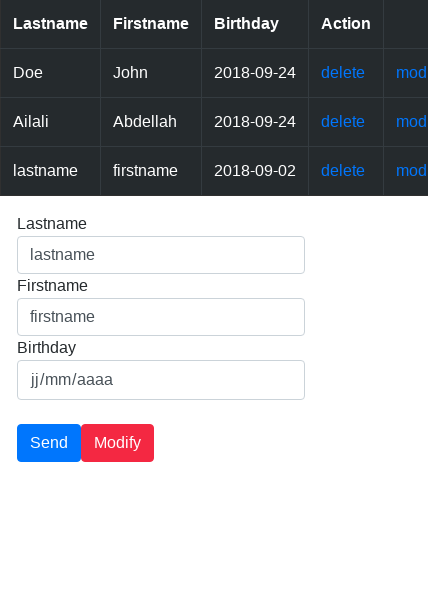 Lastname Firstname Birthday Action
Doe John 2018-09-24 delete mod
Ailali Abdellah 2018-09-24 delete mod
lastname firstname 2018-09-02 delete mod
Lastname
lastname
Firstname
firstname
Birthday
jj/mm/aaaa
Send Modify